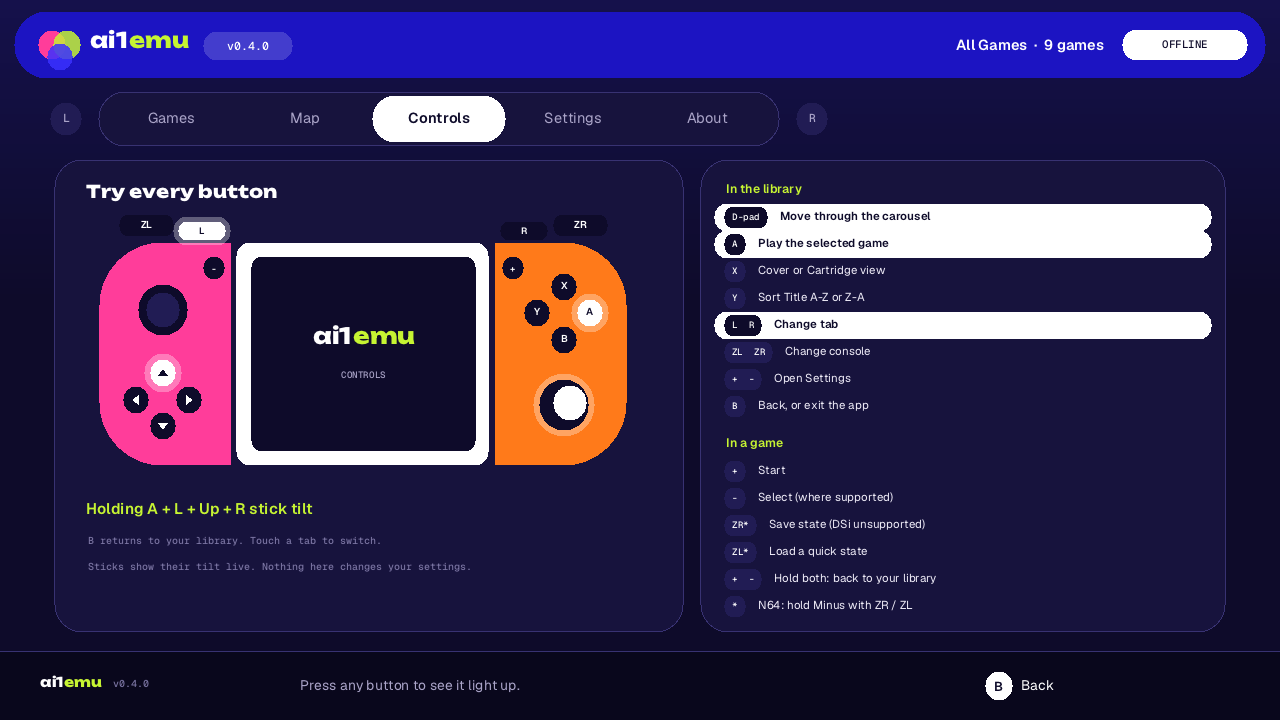 ai1emu v0.4.0 All Games · 9 games OFFLINE
L Games Map Controls Settings About R
Try every button
ZL L R ZR
- +
X
Y A
B
ai1emu
CONTROLS
Holding A + L + Up + R stick tilt
B returns to your library. Touch a tab to switch.
Sticks show their tilt live. Nothing here changes your settings.
In the library
D-pad Move through the carousel
A Play the selected game
X Cover or Cartridge view
Y Sort Title A-Z or Z-A
L R Change tab
ZL ZR Change console
+ - Open Settings
B Back, or exit the app
In a game
+ Start
- Select (where supported)
ZR* Save state (DSi unsupported)
ZL* Load a quick state
+ - Hold both: back to your library
* N64: hold Minus with ZR / ZL
ai1emu v0.4.0 Press any button to see it light up. B Back